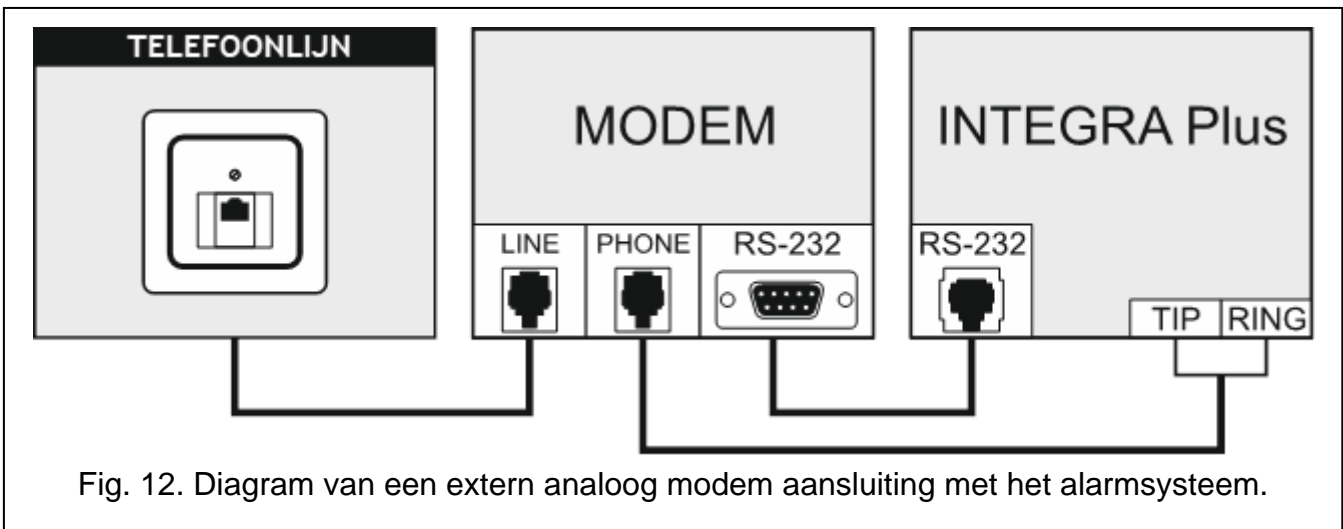 TELEFOONLIJN
MODEM
INTEGRA Plus
LINE
PHONE
RS-232
RS-232
TIP
RING
Fig. 12. Diagram van een extern analoog modem aansluiting met het alarmsysteem.